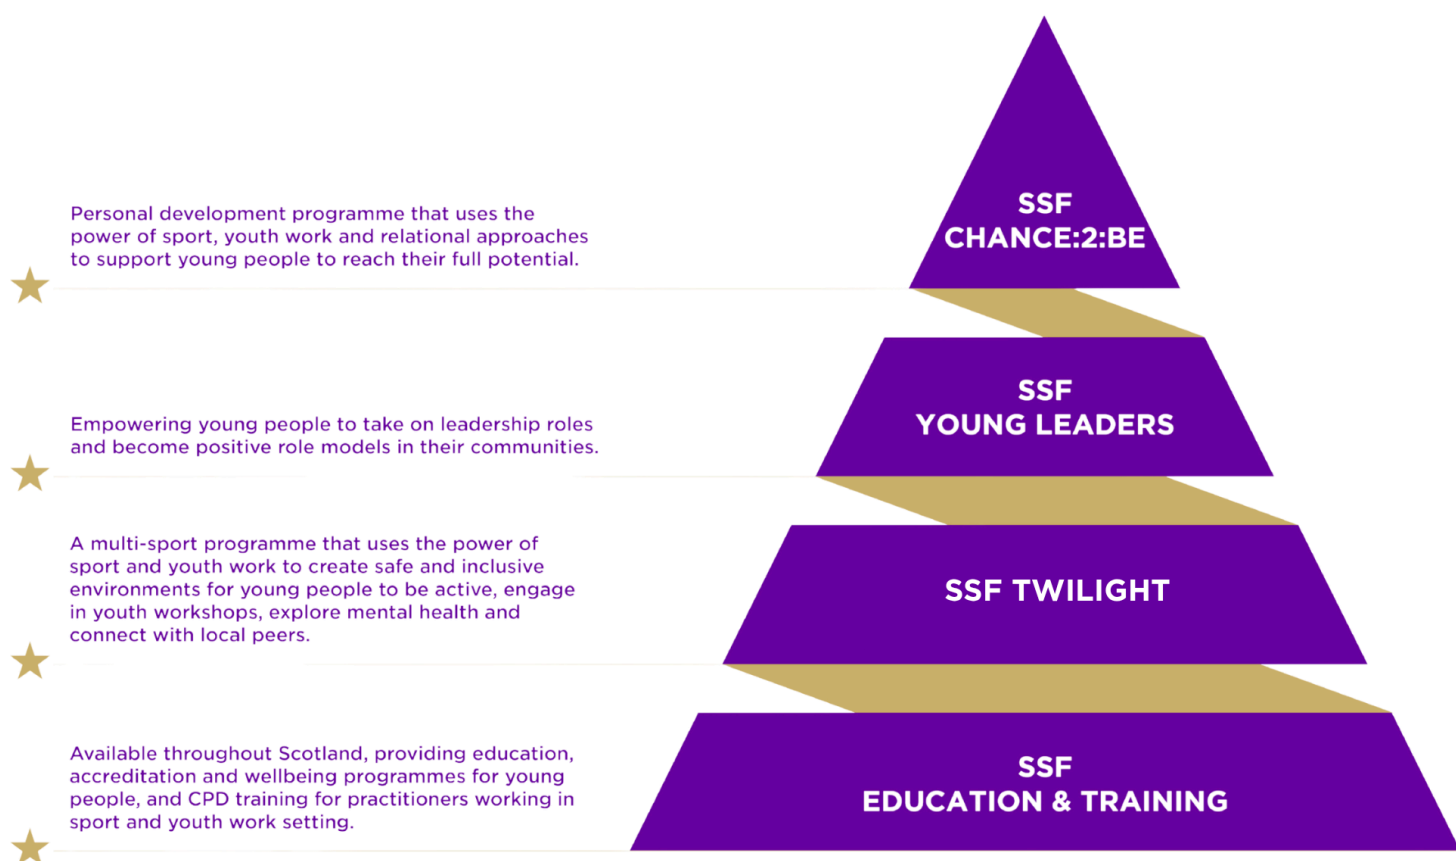 Personal development programme that uses the
power of sport, youth work and relational approaches
to support young people to reach their full potential.
SSF
CHANCE:2:BE
Empowering young people to take on leadership roles
and become positive role models in their communities.
SSF
YOUNG LEADERS
A multi-sport programme that uses the power of
sport and youth work to create safe and inclusive
environments for young people to be active, engage
in youth workshops, explore mental health and
connect with local peers.
SSF TWILIGHT
Available throughout Scotland, providing education,
accreditation and wellbeing programmes for young
people, and CPD training for practitioners working in
sport and youth work setting.
SSF
EDUCATION & TRAINING